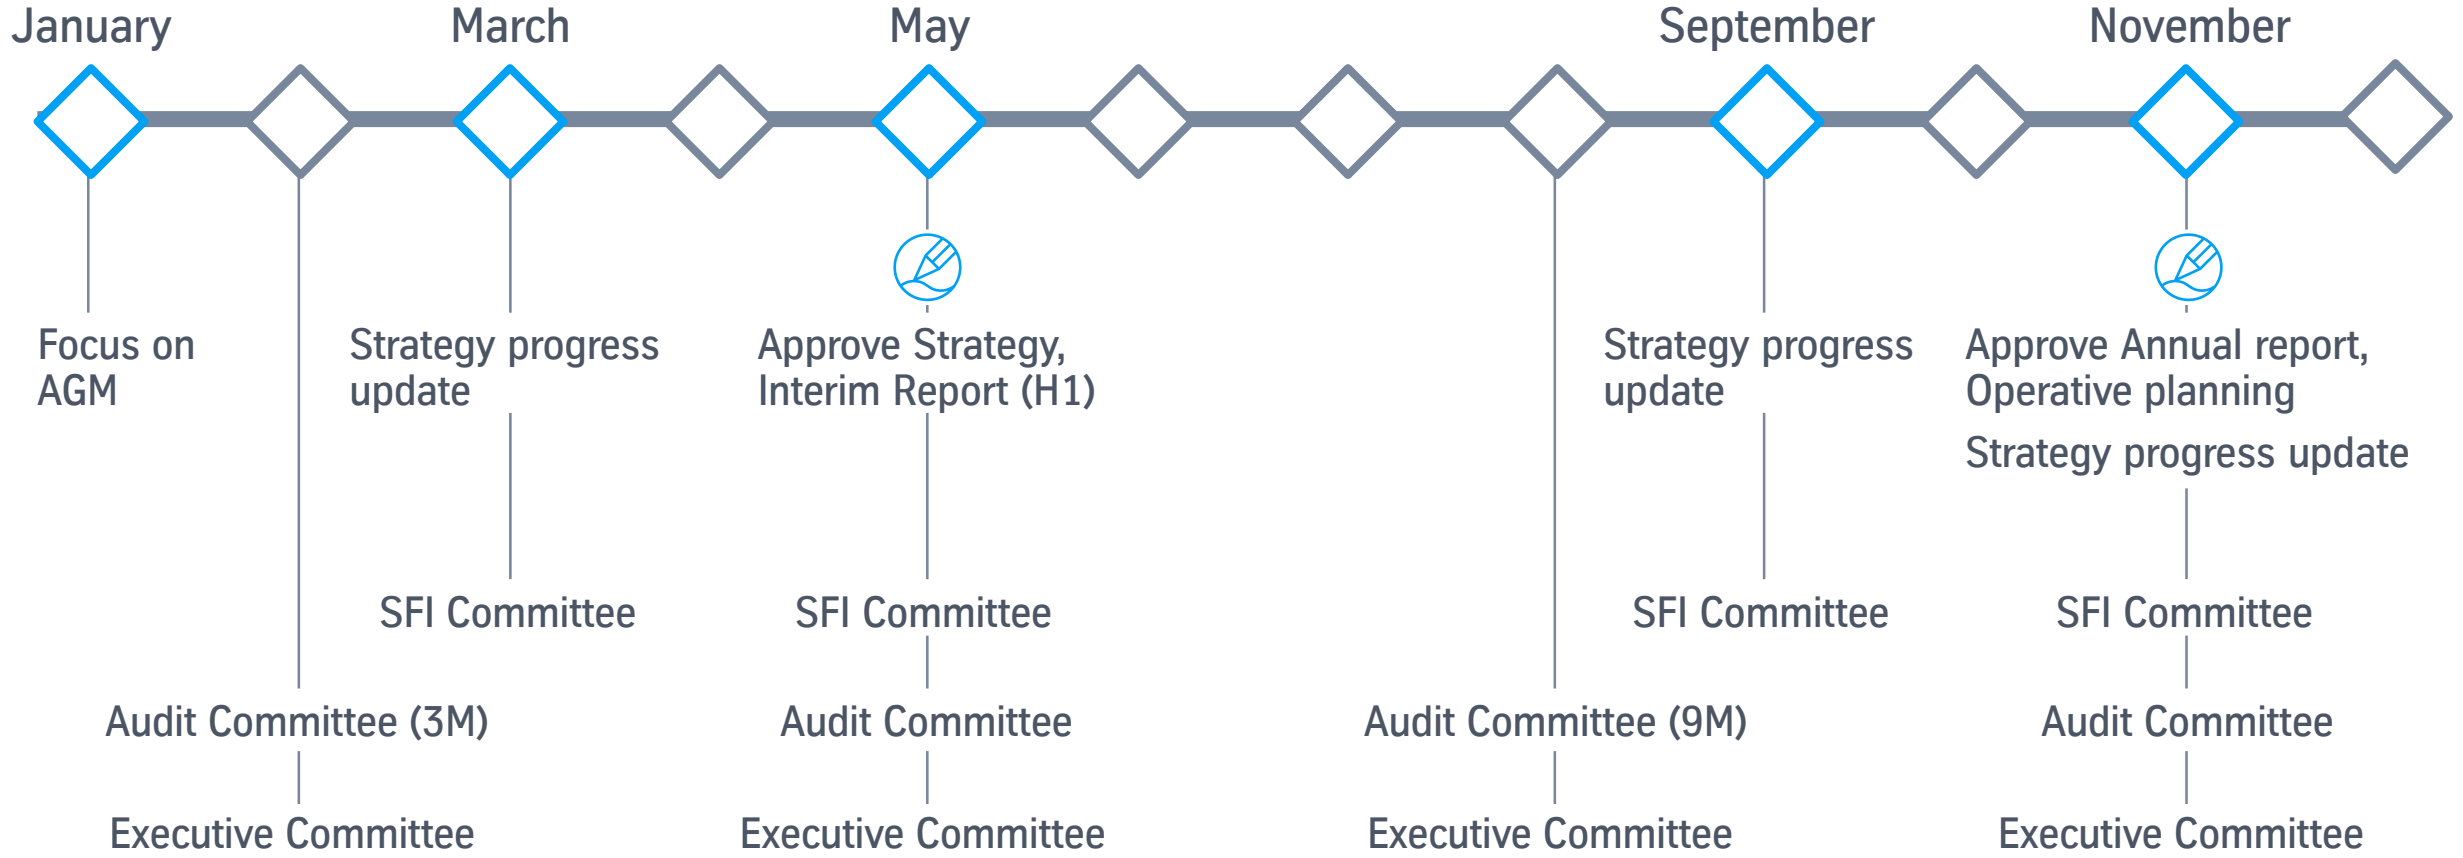 January
March
May
September
November
Focus on
AGM
Strategy progress
update
Approve Strategy,
Interim Report (H1)
Strategy progress
update
Approve Annual report,
Operative planning
Strategy progress update
SFI Committee
SFI Committee
SFI Committee
SFI Committee
Audit Committee (3M)
Audit Committee
Audit Committee (9M)
Audit Committee
Executive Committee
Executive Committee
Executive Committee
Executive Committee